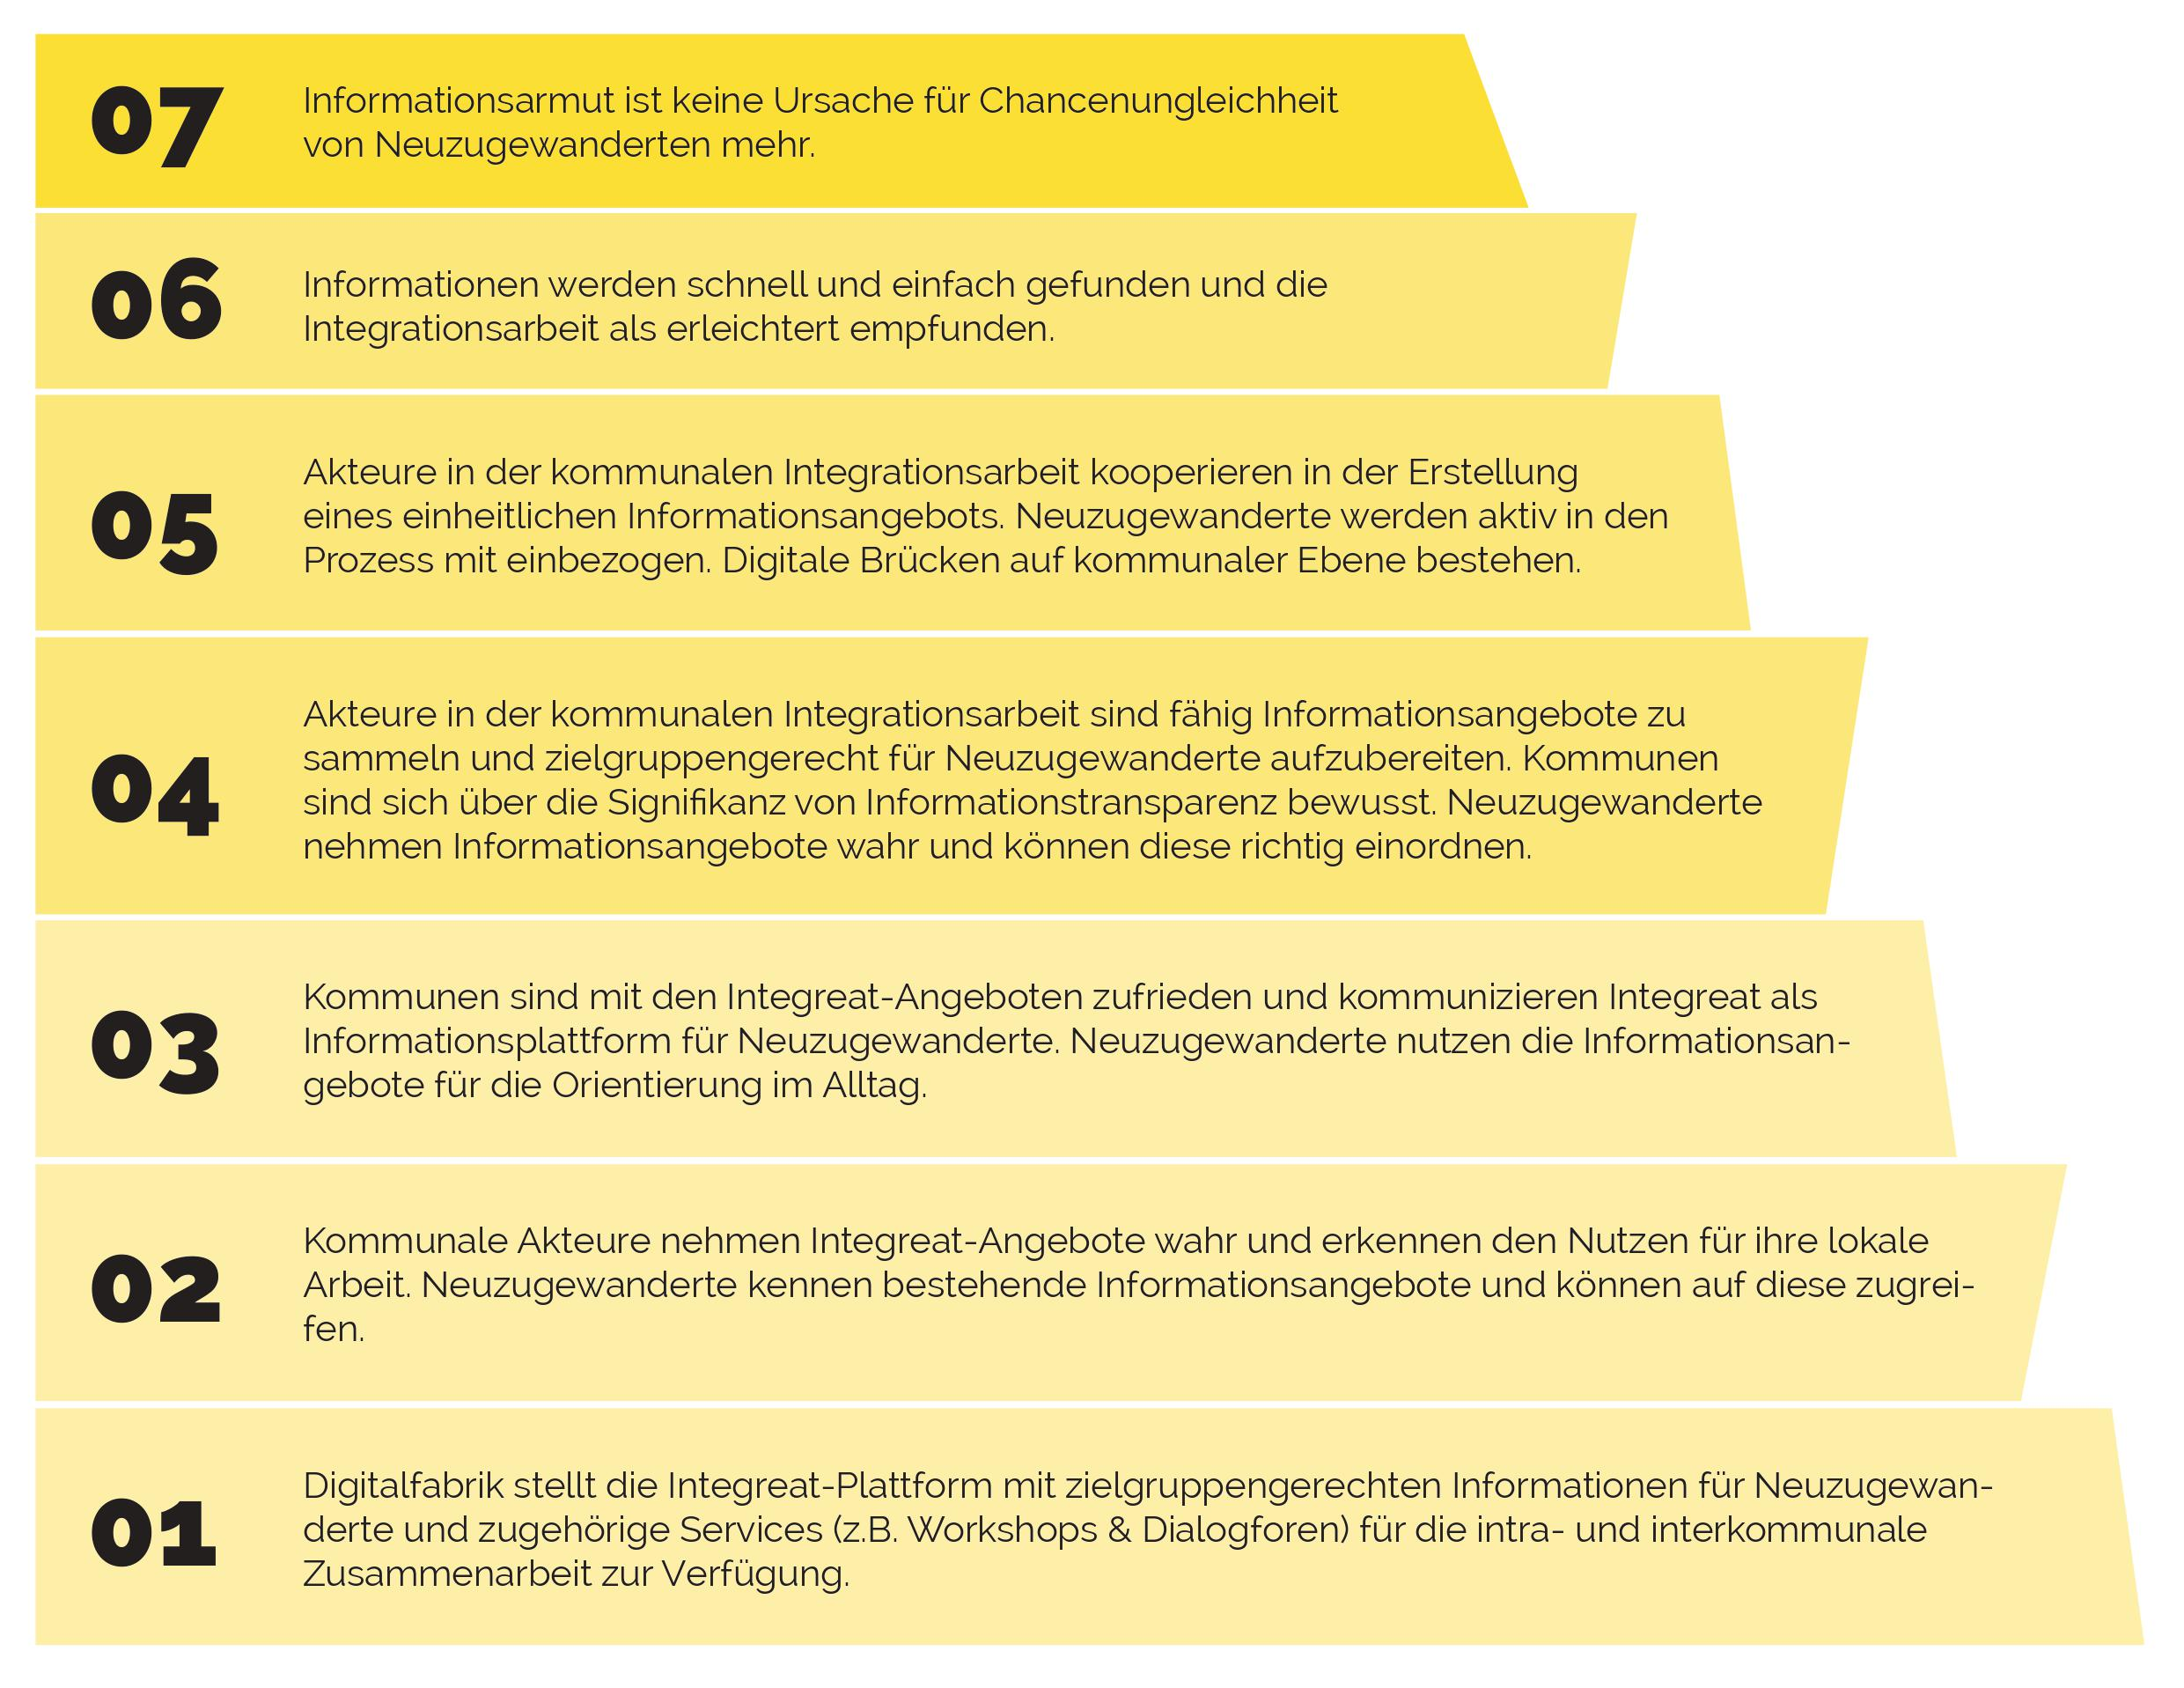 07
Informationsarmut ist keine Ursache für Chancenungleichheit
von Neuzugewanderten mehr.
06
Informationen werden schnell und einfach gefunden und die
Integrationsarbeit als erleichtert empfunden.
05
Akteure in der kommunalen Integrationsarbeit kooperieren in der Erstellung
eines einheitlichen Informationsangebots. Neuzugewanderte werden aktiv in den
Prozess mit einbezogen. Digitale Brücken auf kommunaler Ebene bestehen.
04
Akteure in der kommunalen Integrationsarbeit sind fähig Informationsangebote zu
sammeln und zielgruppengerecht für Neuzugewanderte aufzubereiten. Kommunen
sind sich über die Signifikanz von Informationstransparenz bewusst. Neuzugewanderte
nehmen Informationsangebote wahr und können diese richtig einordnen.
03
Kommunen sind mit den Integreat-Angeboten zufrieden und kommunizieren Integreat als
Informationsplattform für Neuzugewanderte. Neuzugewanderte nutzen die Informationsan-
gebote für die Orientierung im Alltag.
02
Kommunale Akteure nehmen Integreat-Angebote wahr und erkennen den Nutzen für ihre lokale
Arbeit. Neuzugewanderte kennen bestehende Informationsangebote und können auf diese zugrei-
fen.
01
Digitalfabrik stellt die Integreat-Plattform mit zielgruppengerechten Informationen für Neuzugewan-
derte und zugehörige Services (z.B. Workshops & Dialogforen) für die intra- und interkommunale
Zusammenarbeit zur Verfügung.